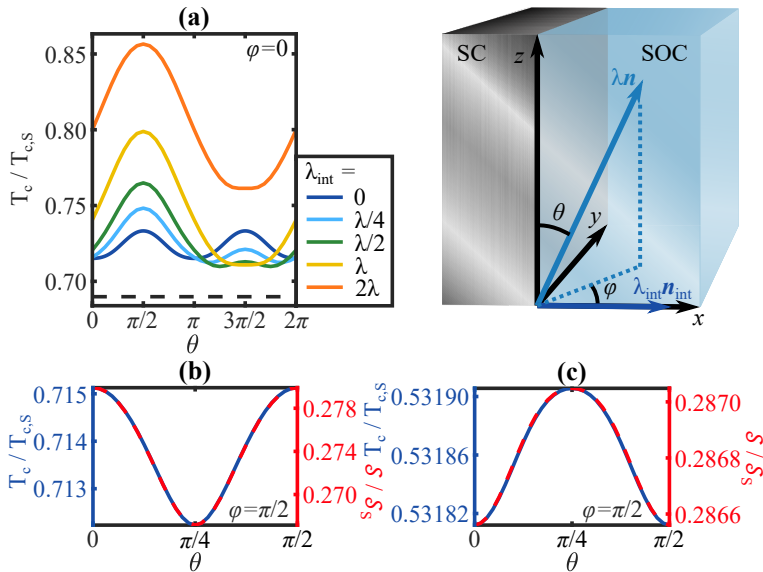 (a)
T_c / T_c,S
0.85
0.80
0.75
0.70
φ=0
0 π/2 π 3π/2 2π
θ
λ_int =
0
λ/4
λ/2
λ
2λ
SC
SOC
z
λn
θ
y
φ
λ_int n_int
x
(b)
T_c / T_c,S
0.715
0.714
0.713
0.278
0.274
0.267
S / S_S
φ=π/2
0 π/4 π/2
θ
(c)
T_c / T_c,S
0.53190
0.53186
0.53182
0.2870
0.2868
0.2866
S / S_S
φ=π/2
0 π/4 π/2
θ